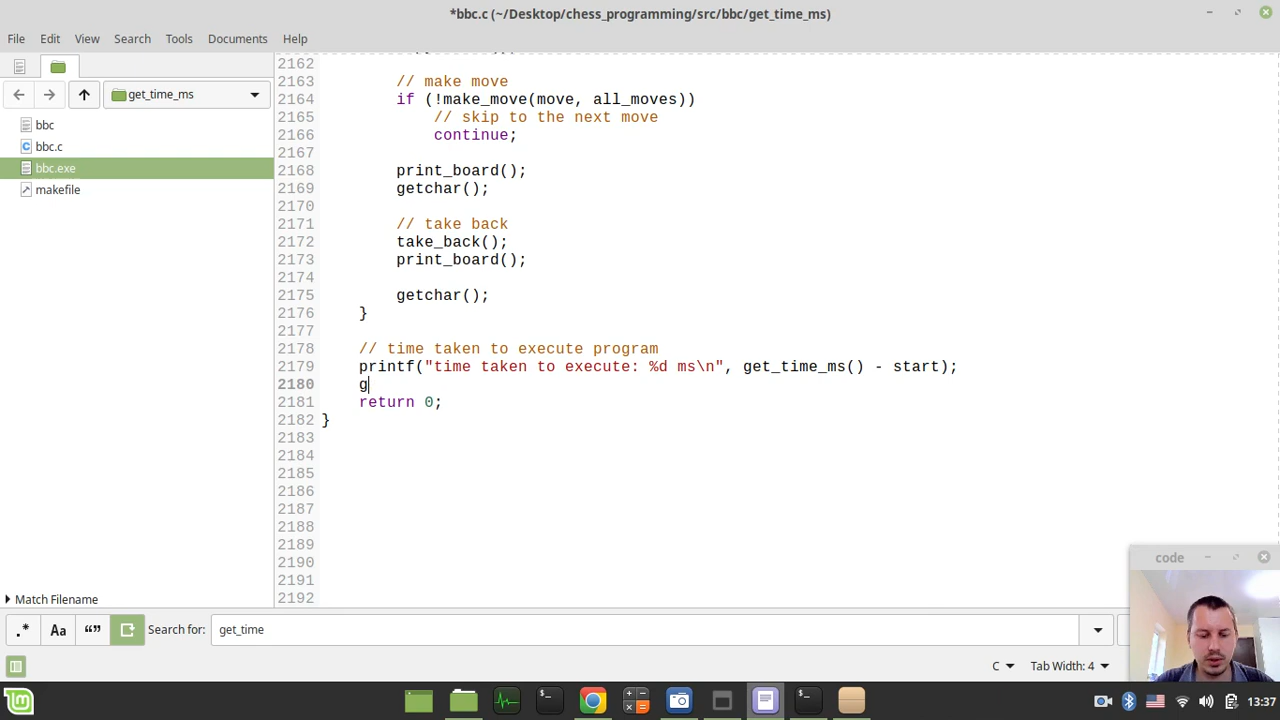 *bbc.c (~/Desktop/chess_programming/src/bbc/get_time_ms)
File Edit View Search Tools Documents Help
get_time_ms
bbc
bbc.c
bbc.exe
makefile
Match Filename
2162
2163 // make move
2164 if (!make_move(move, all_moves))
2165 // skip to the next move
2166 continue;
2167
2168 print_board();
2169 getchar();
2170
2171 // take back
2172 take_back();
2173 print_board();
2174
2175 getchar();
2176 }
2177
2178 // time taken to execute program
2179 printf("time taken to execute: %d ms\n", get_time_ms() - start);
2180 g
2181 return 0;
2182 }
2183
2184
2185
2186
2187
2188
2189
2190
2191
2192
code
.* Aa “” Search for: get_time
C Tab Width: 4
13:37